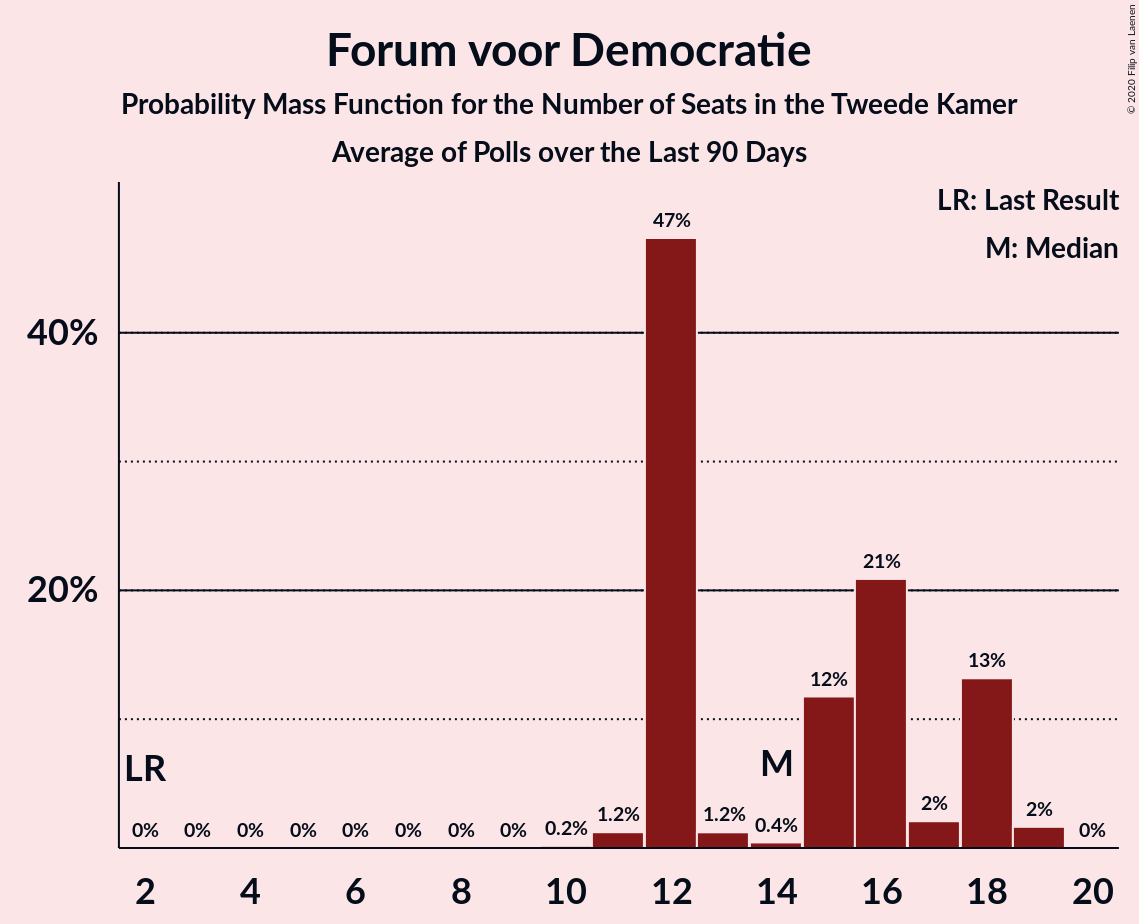 Forum voor Democratie
Probability Mass Function for the Number of Seats in the Tweede Kamer
Average of Polls over the Last 90 Days
© 2020 Filip van Laenen
LR: Last Result
M: Median
47%
40%
21%
20%
13%
12%
LR
M
0% 0% 0% 0% 0% 0% 0% 0% 0.2% 1.2% 1.2% 0.4% 2% 2% 0%
2 4 6 8 10 12 14 16 18 20